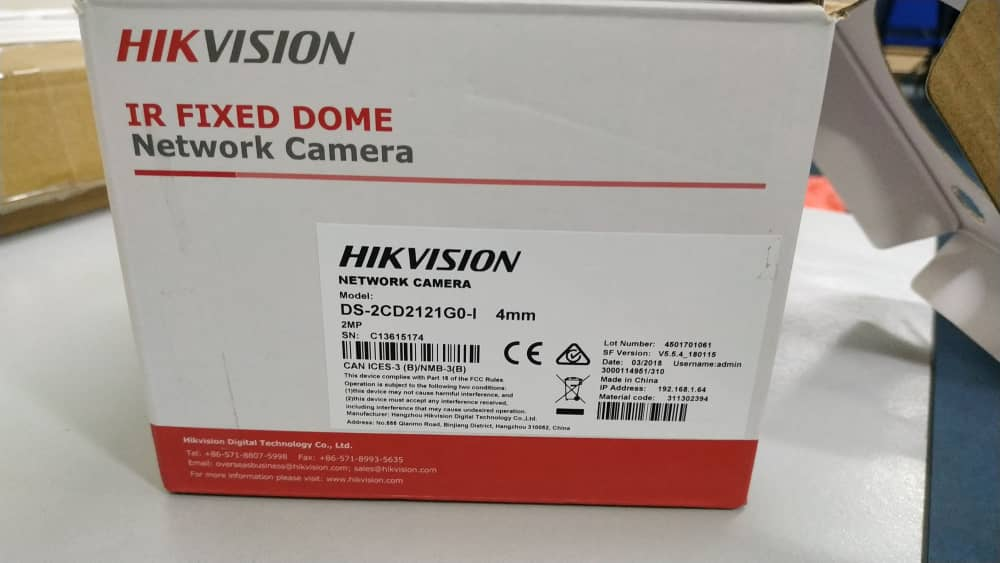 HIKVISION
IR FIXED DOME
Network Camera
HIKVISION
NETWORK CAMERA
Model:
DS-2CD2121G0-I 4mm
2MP
SN: C13615174
CAN ICES-3 (B)/NMB-3(B)
This device complies with Part 15 of the FCC Rules
Operation is subject to the following two conditions:
(1)this device may not cause harmful interference, and
(2)this device must accept any interference received,
including interference that may cause undesired operation.
Manufacturer: Hangzhou Hikvision Digital Technology Co.,Ltd.
Address: No.555 Qianmo Road, Binjiang District, Hangzhou 310052, China
CE
Lot Number: 4501701061
SF Version: V5.5.4_180115
Date: 03/2018 Username:admin
3000114951/310
Made in China
IP Address: 192.168.1.64
Material code: 311302394
Hikvision Digital Technology Co., Ltd.
Tel: +86-571-8807-5998 Fax: +86-571-8993-5635
Email: overseasbusiness@hikvision.com; sales@hikvision.com
For more information please visit: www.hikvision.com